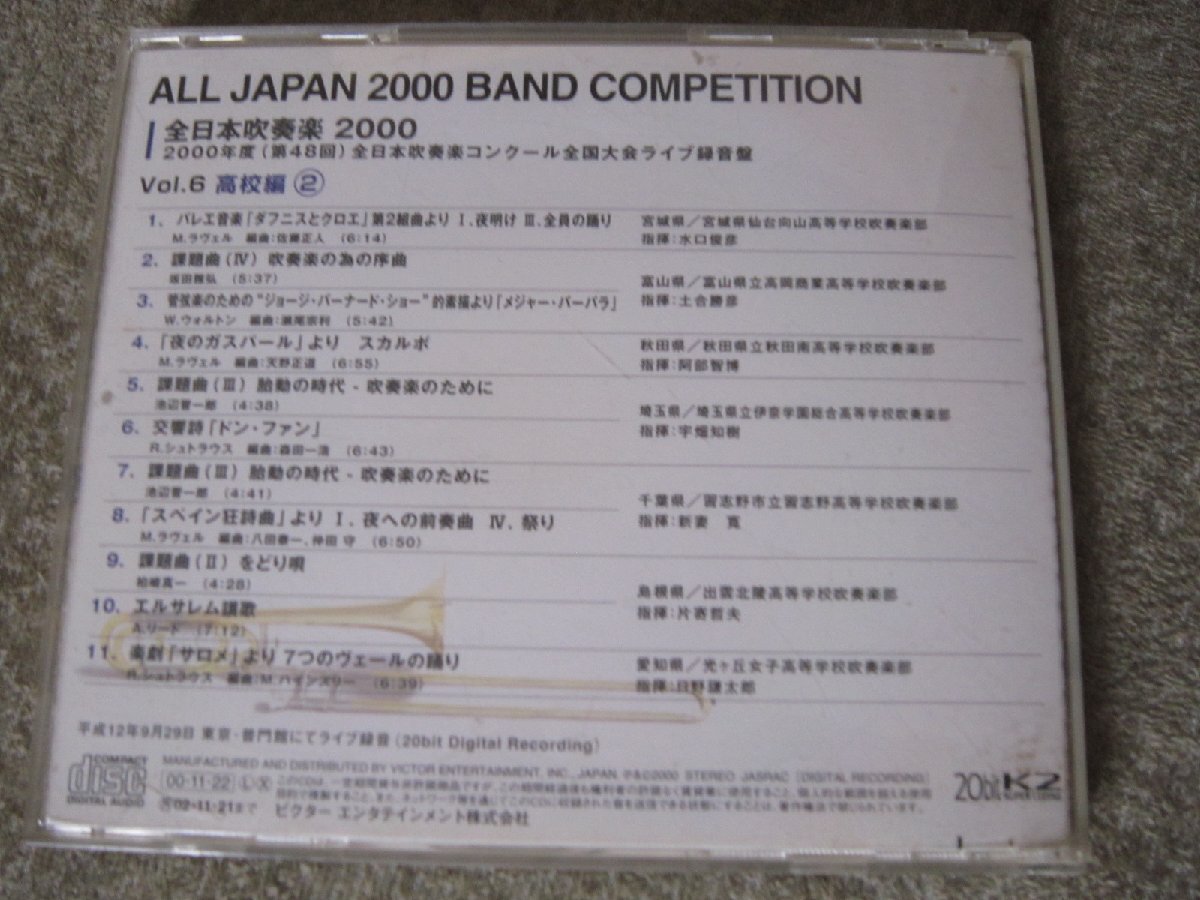 ALL JAPAN 2000 BAND COMPETITION
全日本吹奏楽 2000
2000年度(第48回)全日本吹奏楽コンクール全国大会ライブ録音盤
Vol.6 高校編 ②
1. バレエ音楽「ダフニスとクロエ」第2組曲より Ⅰ.夜明け Ⅲ.全員の踊り
M.ラヴェル 編曲:佐藤正人 (6:14)
宮城県/宮城県仙台向山高等学校吹奏楽部
指揮:水口俊彦
2. 課題曲(Ⅳ) 吹奏楽の為の序曲
(5:37)
3. 管弦楽のための"ジョージ・バーナード・ショー"的素描より「メジャー・バーバラ」
W.ウォルトン 編曲:瀬尾宗利 (5:42)
富山県/富山県立高岡商業高等学校吹奏楽部
指揮:土合勝彦
4.「夜のガスパール」より スカルボ
M.ラヴェル 編曲:天野正道 (6:55)
秋田県/秋田県立秋田南高等学校吹奏楽部
指揮:阿部智博
5. 課題曲(Ⅲ) 胎動の時代 - 吹奏楽のために
池辺晋一郎 (4:38)
6. 交響詩「ドン・ファン」
R.シュトラウス 編曲:森田一浩 (6:43)
埼玉県/埼玉県立伊奈学園総合高等学校吹奏楽部
指揮:宇畑知樹
7. 課題曲(Ⅲ) 胎動の時代 - 吹奏楽のために
池辺晋一郎 (4:41)
8.「スペイン狂詩曲」より Ⅰ.夜への前奏曲 Ⅳ.祭り
M.ラヴェル 編曲:八田泰一、仲田 守 (6:50)
千葉県/習志野市立習志野高等学校吹奏楽部
指揮:新妻 寛
9. 課題曲(Ⅱ) をどり唄
柏崎真一 (4:28)
10. エルサレム讃歌
A.リード (7:12)
島根県/出雲北陵高等学校吹奏楽部
指揮:片寄哲夫
11. 楽劇「サロメ」より 7つのヴェールの踊り
R.シュトラウス 編曲:M.ハインズリー (6:39)
愛知県/光ヶ丘女子高等学校吹奏楽部
指揮:日野謙太郎
平成12年9月29日 東京・普門館にてライブ録音(20bit Digital Recording)
COMPACT
disc
DIGITAL AUDIO
MANUFACTURED AND DISTRIBUTED BY VICTOR ENTERTAINMENT, INC., JAPAN ℗&©2000 STEREO JASRAC [DIGITAL RECORDING]
00・11・22
02・11・21まで
ビクター エンタテインメント株式会社
20bit K2